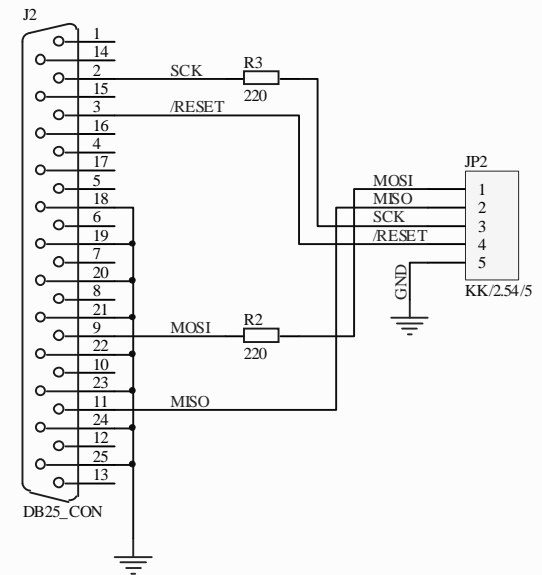 J2
1
14
2 SCK R3
15 220
3 /RESET
16
4
17 JP2
5 MOSI 1
18 MISO 2
6 SCK 3
19 /RESET 4
7 5
20 GND
8 KK/2.54/5
21
9 MOSI R2
22 220
10
23
11 MISO
24
12
25
13
DB25_CON